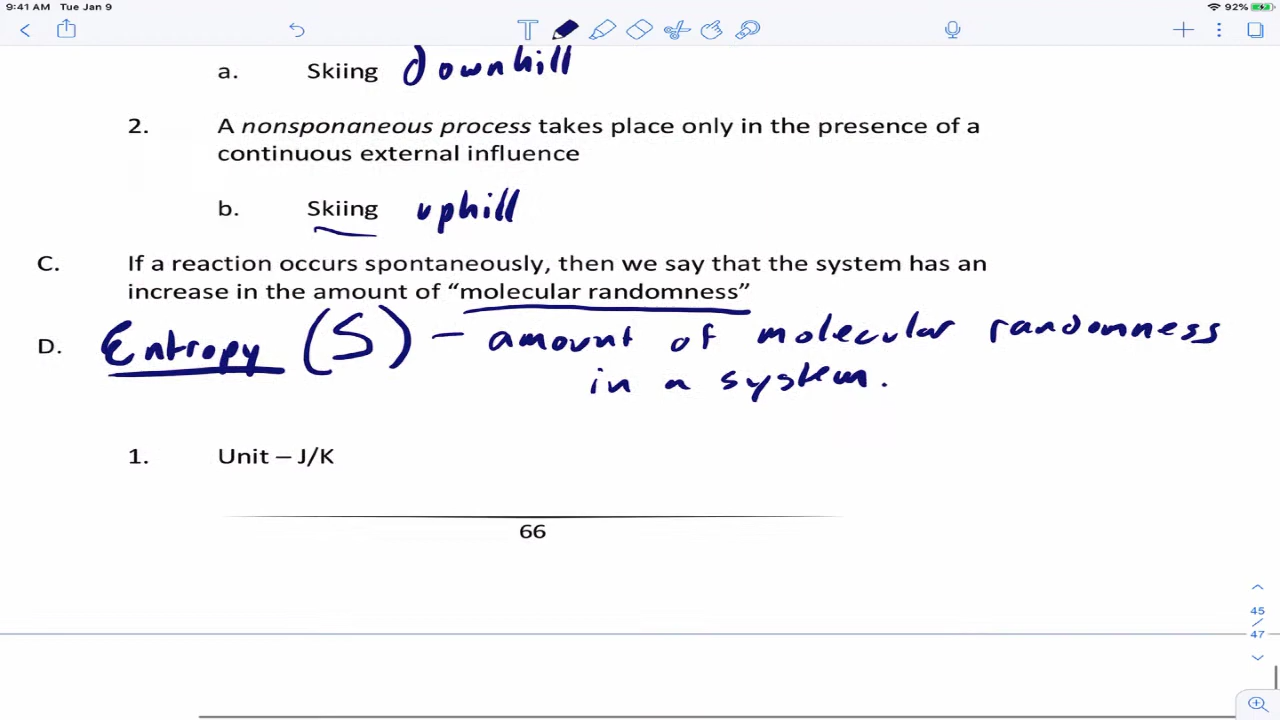 9:41 AM Tue Jan 9 92%
a. Skiing downhill
2. A nonsponaneous process takes place only in the presence of a
continuous external influence
b. Skiing uphill
C. If a reaction occurs spontaneously, then we say that the system has an
increase in the amount of “molecular randomness”
D. Entropy (S) – amount of molecular randomness
in a system.
1. Unit – J/K
66
45
/
47